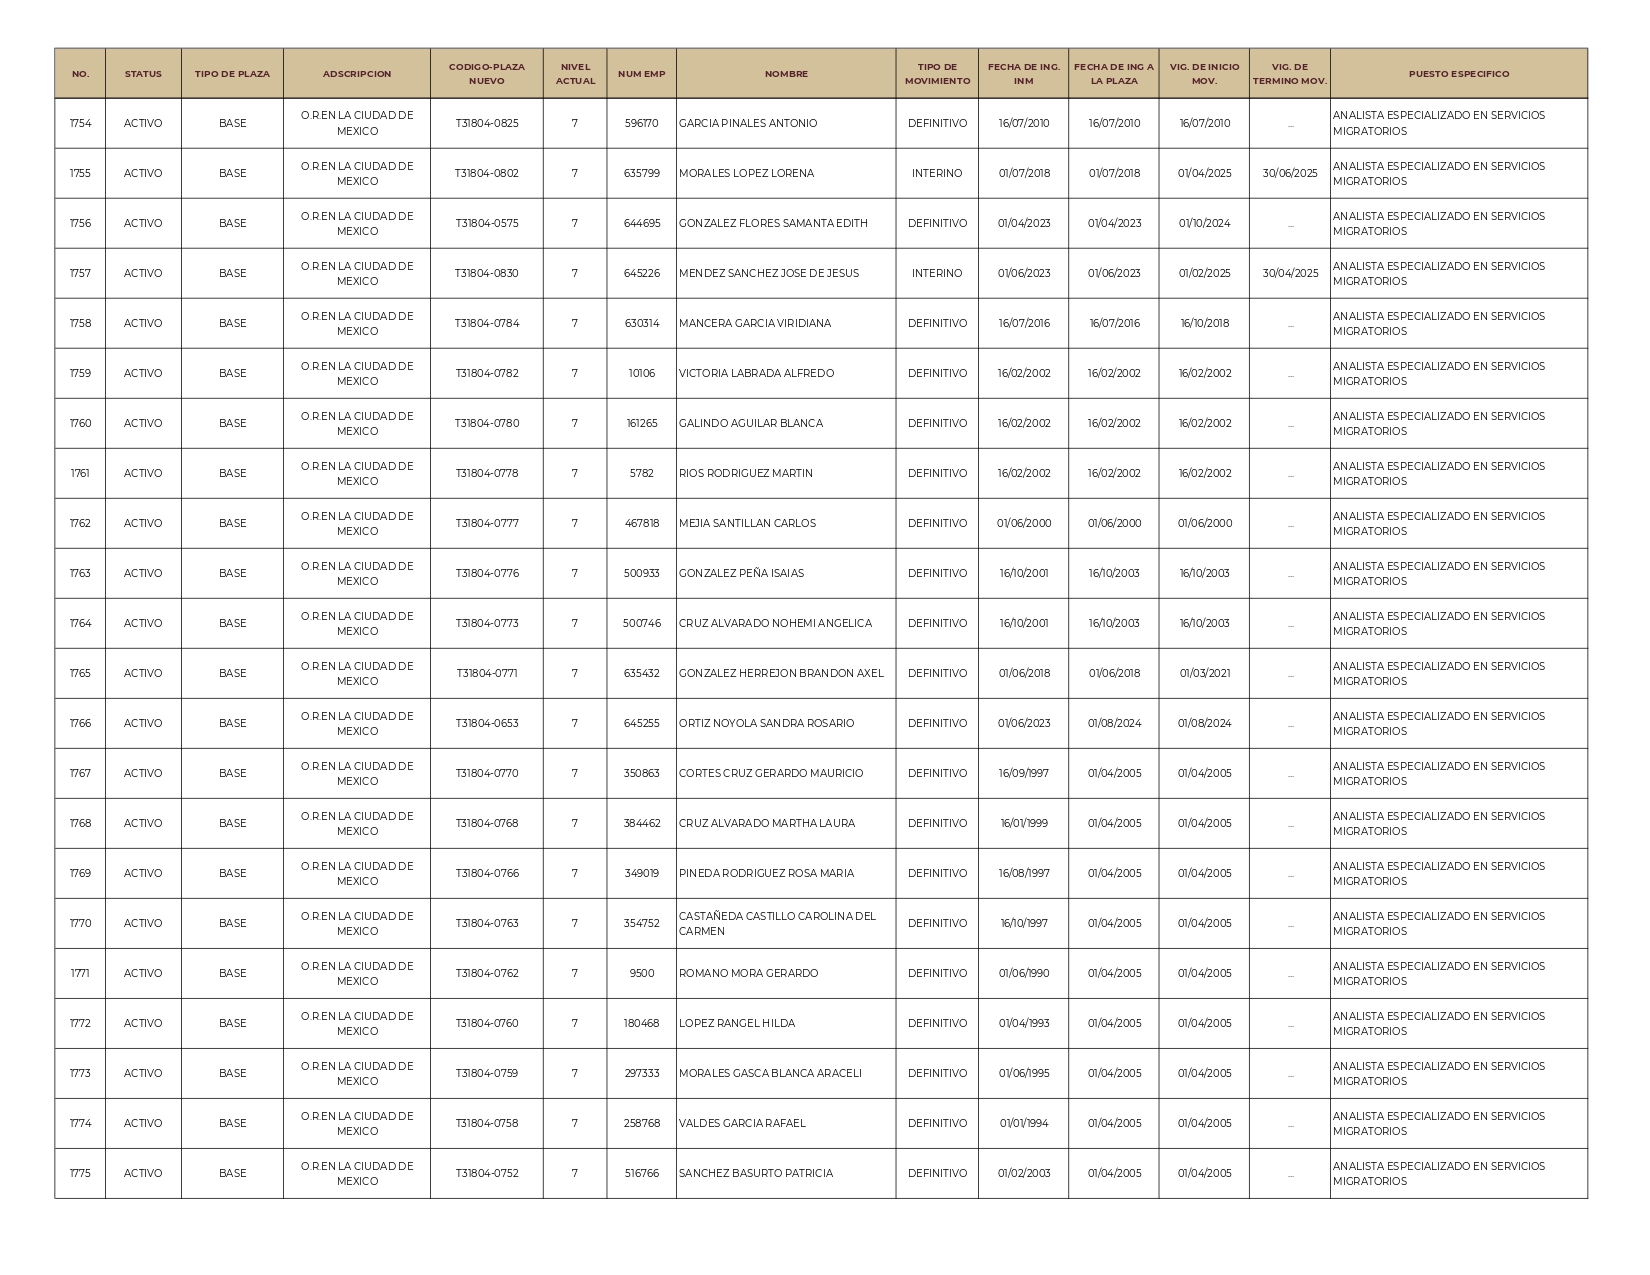 NO. STATUS TIPO DE PLAZA ADSCRIPCION CODIGO-PLAZA NUEVO NIVEL ACTUAL NUM EMP NOMBRE TIPO DE MOVIMIENTO FECHA DE ING. INM FECHA DE ING A LA PLAZA VIG. DE INICIO MOV. VIG. DE TERMINO MOV. PUESTO ESPECIFICO
1754 ACTIVO BASE O.R.EN LA CIUDAD DE MEXICO T31804-0825 7 596170 GARCIA PINALES ANTONIO DEFINITIVO 16/07/2010 16/07/2010 16/07/2010 ... ANALISTA ESPECIALIZADO EN SERVICIOS MIGRATORIOS
1755 ACTIVO BASE O.R.EN LA CIUDAD DE MEXICO T31804-0802 7 635799 MORALES LOPEZ LORENA INTERINO 01/07/2018 01/07/2018 01/04/2025 30/06/2025 ANALISTA ESPECIALIZADO EN SERVICIOS MIGRATORIOS
1756 ACTIVO BASE O.R.EN LA CIUDAD DE MEXICO T31804-0575 7 644695 GONZALEZ FLORES SAMANTA EDITH DEFINITIVO 01/04/2023 01/04/2023 01/10/2024 ... ANALISTA ESPECIALIZADO EN SERVICIOS MIGRATORIOS
1757 ACTIVO BASE O.R.EN LA CIUDAD DE MEXICO T31804-0830 7 645226 MENDEZ SANCHEZ JOSE DE JESUS INTERINO 01/06/2023 01/06/2023 01/02/2025 30/04/2025 ANALISTA ESPECIALIZADO EN SERVICIOS MIGRATORIOS
1758 ACTIVO BASE O.R.EN LA CIUDAD DE MEXICO T31804-0784 7 630314 MANCERA GARCIA VIRIDIANA DEFINITIVO 16/07/2016 16/07/2016 16/10/2018 ... ANALISTA ESPECIALIZADO EN SERVICIOS MIGRATORIOS
1759 ACTIVO BASE O.R.EN LA CIUDAD DE MEXICO T31804-0782 7 10106 VICTORIA LABRADA ALFREDO DEFINITIVO 16/02/2002 16/02/2002 16/02/2002 ... ANALISTA ESPECIALIZADO EN SERVICIOS MIGRATORIOS
1760 ACTIVO BASE O.R.EN LA CIUDAD DE MEXICO T31804-0780 7 161265 GALINDO AGUILAR BLANCA DEFINITIVO 16/02/2002 16/02/2002 16/02/2002 ... ANALISTA ESPECIALIZADO EN SERVICIOS MIGRATORIOS
1761 ACTIVO BASE O.R.EN LA CIUDAD DE MEXICO T31804-0778 7 5782 RIOS RODRIGUEZ MARTIN DEFINITIVO 16/02/2002 16/02/2002 16/02/2002 ... ANALISTA ESPECIALIZADO EN SERVICIOS MIGRATORIOS
1762 ACTIVO BASE O.R.EN LA CIUDAD DE MEXICO T31804-0777 7 467818 MEJIA SANTILLAN CARLOS DEFINITIVO 01/06/2000 01/06/2000 01/06/2000 ... ANALISTA ESPECIALIZADO EN SERVICIOS MIGRATORIOS
1763 ACTIVO BASE O.R.EN LA CIUDAD DE MEXICO T31804-0776 7 500933 GONZALEZ PEÑA ISAIAS DEFINITIVO 16/10/2001 16/10/2003 16/10/2003 ... ANALISTA ESPECIALIZADO EN SERVICIOS MIGRATORIOS
1764 ACTIVO BASE O.R.EN LA CIUDAD DE MEXICO T31804-0773 7 500746 CRUZ ALVARADO NOHEMI ANGELICA DEFINITIVO 16/10/2001 16/10/2003 16/10/2003 ... ANALISTA ESPECIALIZADO EN SERVICIOS MIGRATORIOS
1765 ACTIVO BASE O.R.EN LA CIUDAD DE MEXICO T31804-0771 7 635432 GONZALEZ HERREJON BRANDON AXEL DEFINITIVO 01/06/2018 01/06/2018 01/03/2021 ... ANALISTA ESPECIALIZADO EN SERVICIOS MIGRATORIOS
1766 ACTIVO BASE O.R.EN LA CIUDAD DE MEXICO T31804-0653 7 645255 ORTIZ NOYOLA SANDRA ROSARIO DEFINITIVO 01/06/2023 01/08/2024 01/08/2024 ... ANALISTA ESPECIALIZADO EN SERVICIOS MIGRATORIOS
1767 ACTIVO BASE O.R.EN LA CIUDAD DE MEXICO T31804-0770 7 350863 CORTES CRUZ GERARDO MAURICIO DEFINITIVO 16/09/1997 01/04/2005 01/04/2005 ... ANALISTA ESPECIALIZADO EN SERVICIOS MIGRATORIOS
1768 ACTIVO BASE O.R.EN LA CIUDAD DE MEXICO T31804-0768 7 384462 CRUZ ALVARADO MARTHA LAURA DEFINITIVO 16/01/1999 01/04/2005 01/04/2005 ... ANALISTA ESPECIALIZADO EN SERVICIOS MIGRATORIOS
1769 ACTIVO BASE O.R.EN LA CIUDAD DE MEXICO T31804-0766 7 349019 PINEDA RODRIGUEZ ROSA MARIA DEFINITIVO 16/08/1997 01/04/2005 01/04/2005 ... ANALISTA ESPECIALIZADO EN SERVICIOS MIGRATORIOS
1770 ACTIVO BASE O.R.EN LA CIUDAD DE MEXICO T31804-0763 7 354752 CASTAÑEDA CASTILLO CAROLINA DEL CARMEN DEFINITIVO 16/10/1997 01/04/2005 01/04/2005 ... ANALISTA ESPECIALIZADO EN SERVICIOS MIGRATORIOS
1771 ACTIVO BASE O.R.EN LA CIUDAD DE MEXICO T31804-0762 7 9500 ROMANO MORA GERARDO DEFINITIVO 01/06/1990 01/04/2005 01/04/2005 ... ANALISTA ESPECIALIZADO EN SERVICIOS MIGRATORIOS
1772 ACTIVO BASE O.R.EN LA CIUDAD DE MEXICO T31804-0760 7 180468 LOPEZ RANGEL HILDA DEFINITIVO 01/04/1993 01/04/2005 01/04/2005 ... ANALISTA ESPECIALIZADO EN SERVICIOS MIGRATORIOS
1773 ACTIVO BASE O.R.EN LA CIUDAD DE MEXICO T31804-0759 7 297333 MORALES GASCA BLANCA ARACELI DEFINITIVO 01/06/1995 01/04/2005 01/04/2005 ... ANALISTA ESPECIALIZADO EN SERVICIOS MIGRATORIOS
1774 ACTIVO BASE O.R.EN LA CIUDAD DE MEXICO T31804-0758 7 258768 VALDES GARCIA RAFAEL DEFINITIVO 01/01/1994 01/04/2005 01/04/2005 ... ANALISTA ESPECIALIZADO EN SERVICIOS MIGRATORIOS
1775 ACTIVO BASE O.R.EN LA CIUDAD DE MEXICO T31804-0752 7 516766 SANCHEZ BASURTO PATRICIA DEFINITIVO 01/02/2003 01/04/2005 01/04/2005 ... ANALISTA ESPECIALIZADO EN SERVICIOS MIGRATORIOS